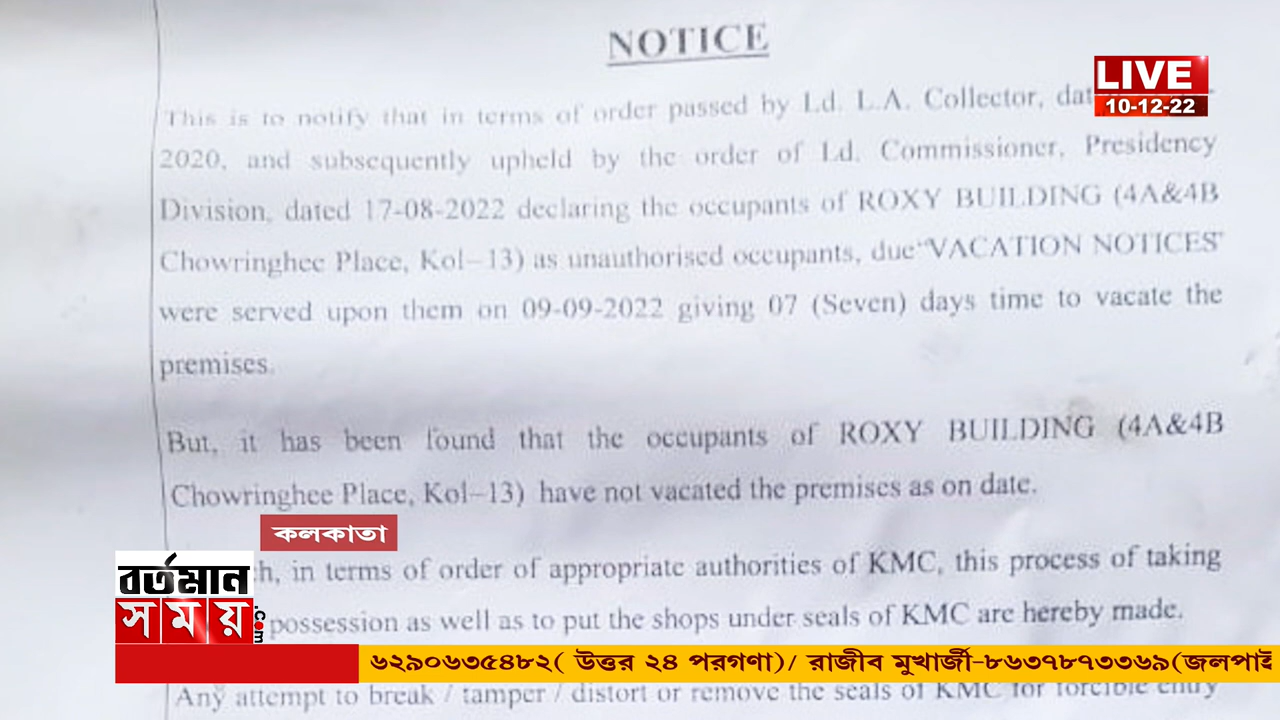 NOTICE
LIVE
10-12-22
This is to notify that in terms of order passed by Ld. L.A. Collector,
2020, and subsequently upheld by the order of Ld. Commissioner, Presidency
Division, dated 17-08-2022 declaring the occupants of ROXY BUILDING (4A&4B
Chowringhee Place, Kol–13) as unauthorised occupants, due "VACATION NOTICES"
were served upon them on 09-09-2022 giving 07 (Seven) days time to vacate the
premises.
But, it has been found that the occupants of ROXY BUILDING (4A&4B
Chowringhee Place, Kol–13) have not vacated the premises as on date.
কলকাতা
h, in terms of order of appropriate authorities of KMC, this process of taking
possession as well as to put the shops under seals of KMC are hereby made.
বর্তমান
সময়
.com
৬২৯০৬৩৫৪৮২( উত্তর ২৪ পরগণা)/ রাজীব মুখার্জী-৮৬৩৭৮৭৩৩৬৯(জলপাই
Any attempt to break / tamper / distort or remove the seals of KMC for forcible entry